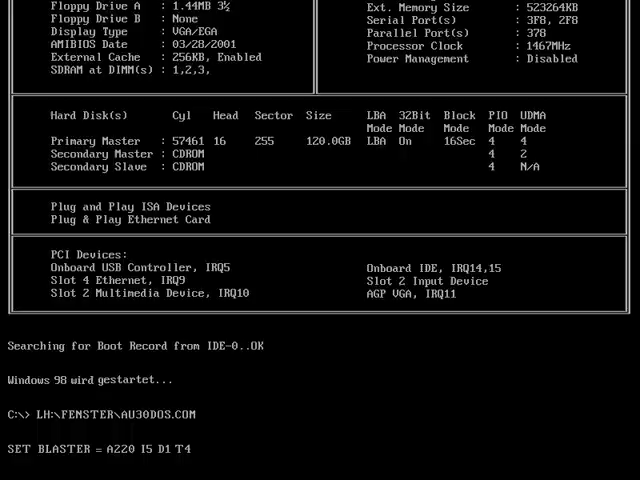 Floppy Drive A : 1.44MB 3½
Floppy Drive B : None
Display Type : VGA/EGA
AMIBIOS Date : 03/28/2001
External Cache : 256KB, Enabled
SDRAM at DIMM(s) : 1,2,3,
Ext. Memory Size : 523264KB
Serial Port(s) : 3F8, 2F8
Parallel Port(s) : 378
Processor Clock : 1467MHz
Power Management : Disabled
Hard Disk(s) Cyl Head Sector Size LBA Mode 32Bit Mode Block Mode PIO Mode UDMA Mode
Primary Master : 57461 16 255 120.0GB LBA On 16Sec 4 4
Secondary Master : CDROM 4 2
Secondary Slave : CDROM 4 N/A
Plug and Play ISA Devices
Plug & Play Ethernet Card
PCI Devices:
Onboard USB Controller, IRQ5 Onboard IDE, IRQ14,15
Slot 4 Ethernet, IRQ9 Slot 2 Input Device
Slot 2 Multimedia Device, IRQ10 AGP VGA, IRQ11
Searching for Boot Record from IDE-0..OK
Windows 98 wird gestartet...
C:\> LH:\FENSTER\AU30DOS.COM
SET BLASTER = A220 I5 D1 T4